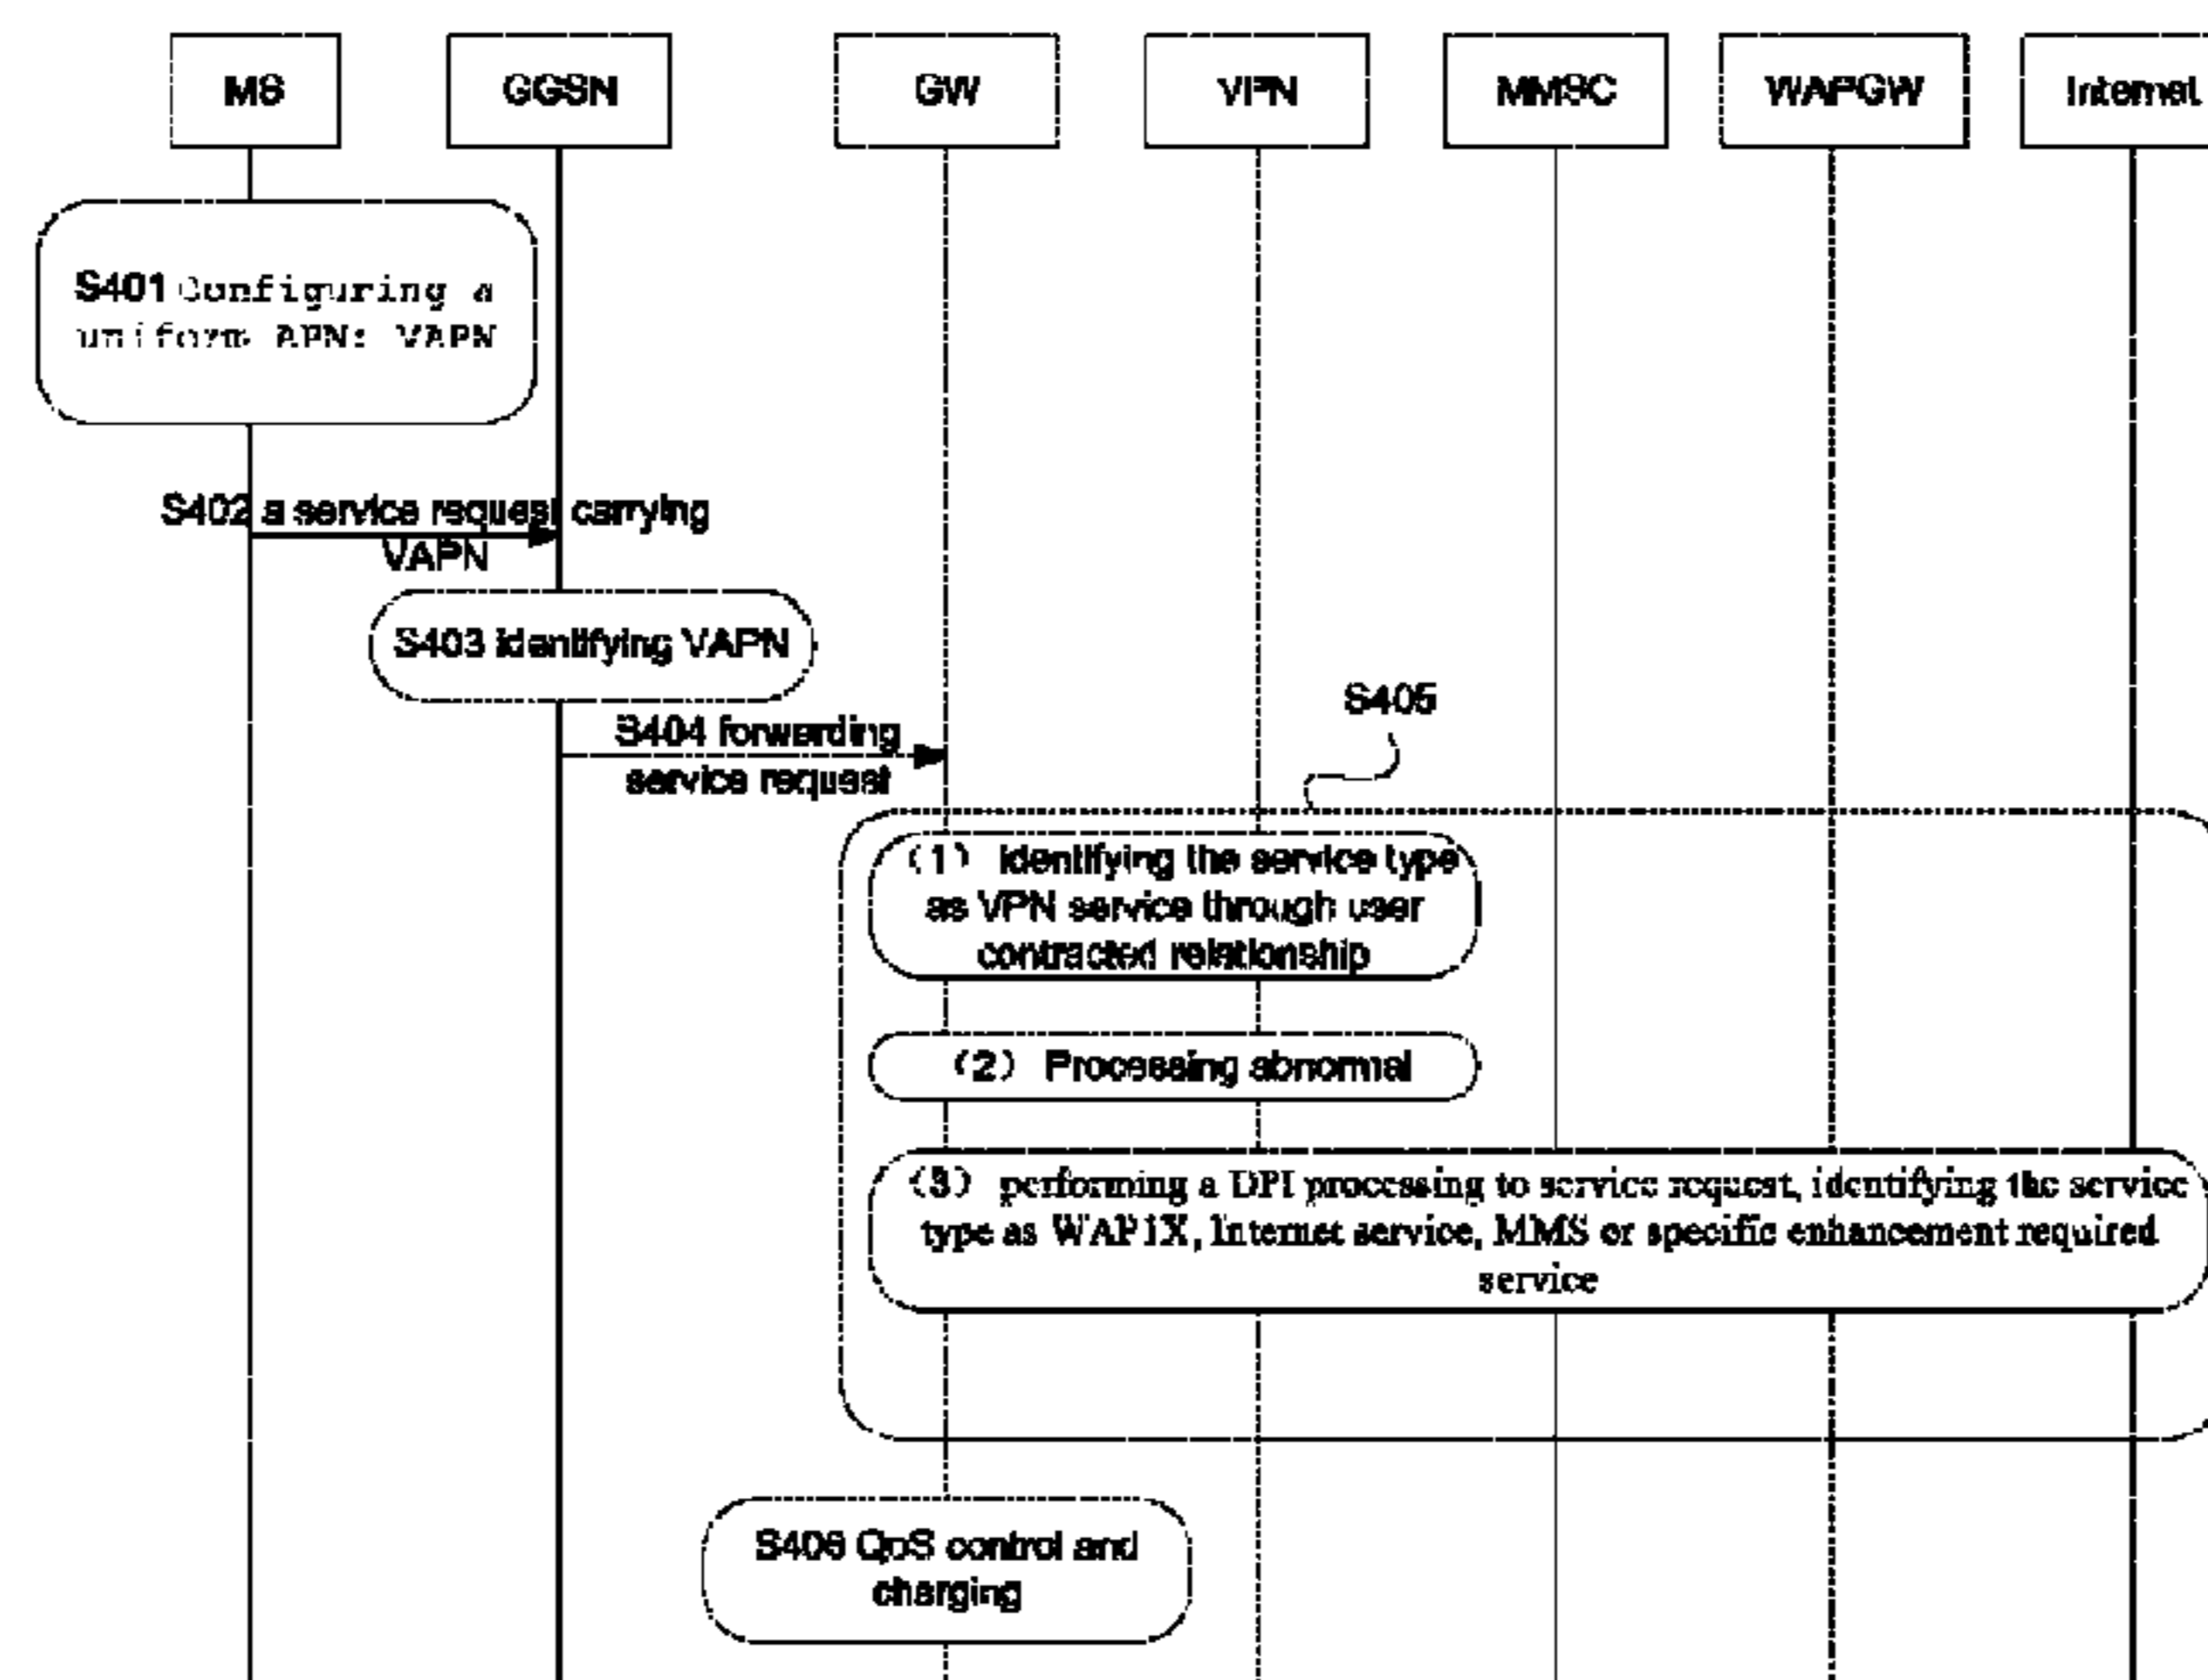 MS
GGSN
GW
VPN
MMSC
WAPGW
Internet
S401 Configuring a
uniform APN: VAPN
S402 a service request carrying
VAPN
S403 identifying VAPN
S404 forwarding
service request
S405
(1) identifying the service type
as VPN service through user
contracted relationship
(2) Processing abnormal
(3) performing a DPI processing to service request, identifying the service
type as WAP1X, Internet service, MMS or specific enhancement required
service
S406 QoS control and
charging